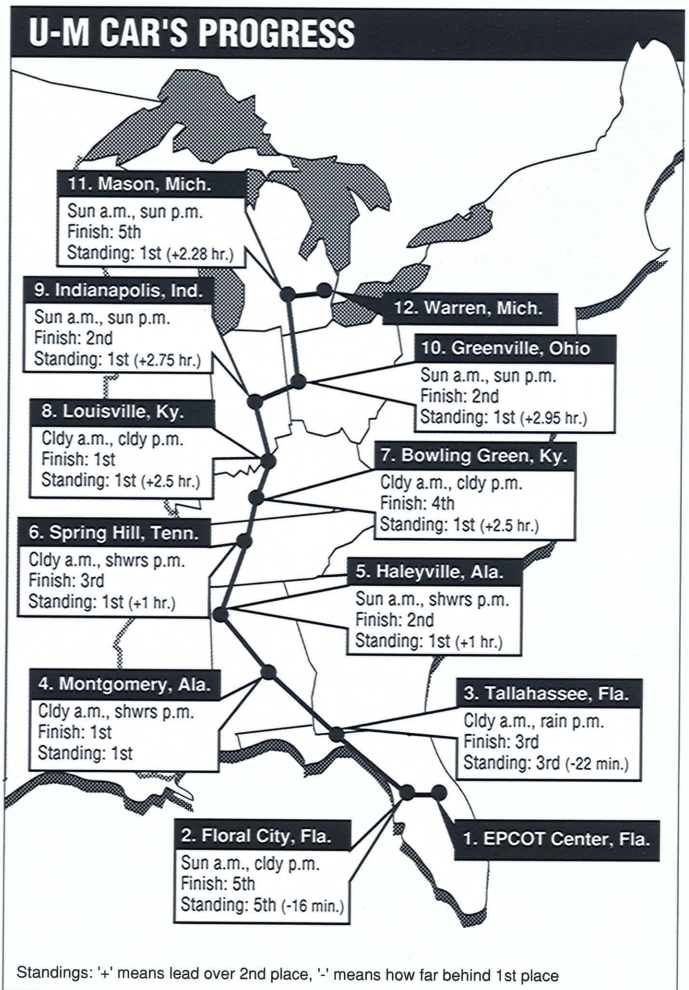 U-M CAR'S PROGRESS
11. Mason, Mich.
Sun a.m., sun p.m.
Finish: 5th
Standing: 1st (+2.28 hr.)
9. Indianapolis, Ind.
Sun a.m., sun p.m.
Finish: 2nd
Standing: 1st (+2.75 hr.)
12. Warren, Mich.
10. Greenville, Ohio
Sun a.m., sun p.m.
Finish: 2nd
Standing: 1st (+2.95 hr.)
8. Louisville, Ky.
Cldy a.m., cldy p.m.
Finish: 1st
Standing: 1st (+2.5 hr.)
7. Bowling Green, Ky.
Cldy a.m., cldy p.m.
Finish: 4th
Standing: 1st (+2.5 hr.)
6. Spring Hill, Tenn.
Cldy a.m., shwrs p.m.
Finish: 3rd
Standing: 1st (+1 hr.)
5. Haleyville, Ala.
Sun a.m., shwrs p.m.
Finish: 2nd
Standing: 1st (+1 hr.)
4. Montgomery, Ala.
Cldy a.m., shwrs p.m.
Finish: 1st
Standing: 1st
3. Tallahassee, Fla.
Cldy a.m., rain p.m.
Finish: 3rd
Standing: 3rd (-22 min.)
2. Floral City, Fla.
Sun a.m., cldy p.m.
Finish: 5th
Standing: 5th (-16 min.)
1. EPCOT Center, Fla.
Standings: '+' means lead over 2nd place, '-' means how far behind 1st place